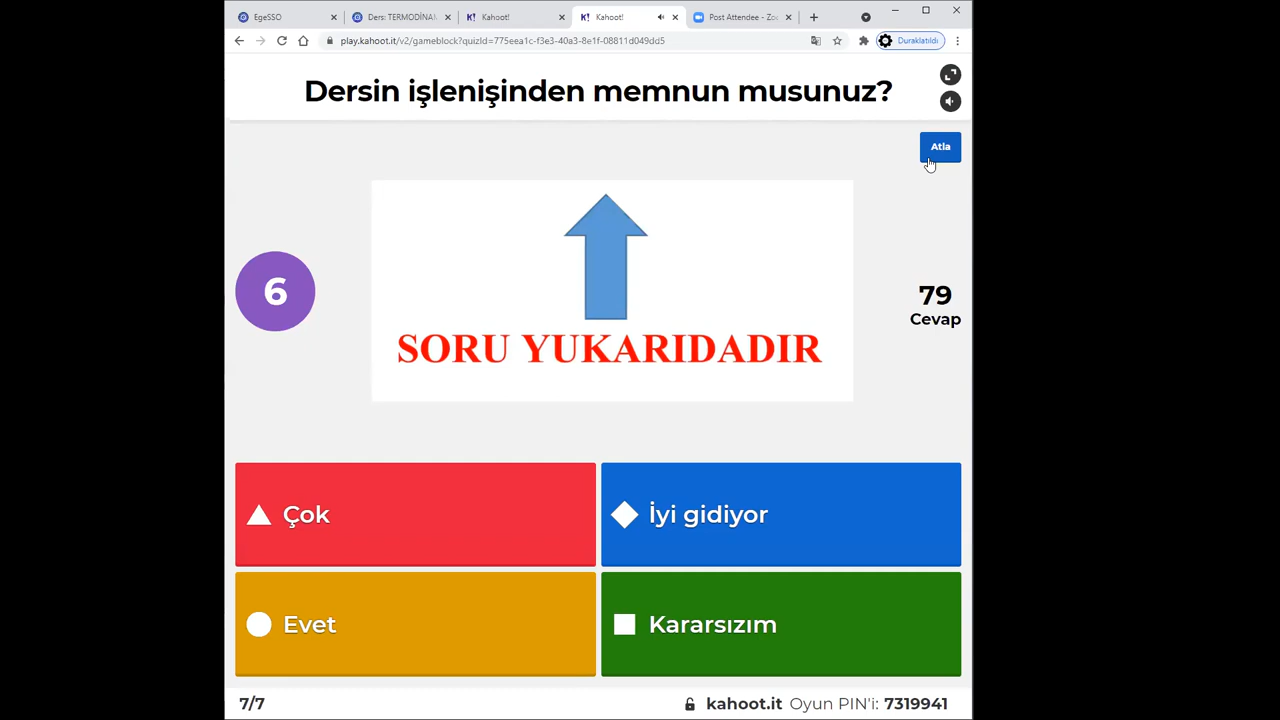 EgeSSO
Ders: TERMODİNA
Kahoot!
Kahoot!
Post Attendee - Zo
play.kahoot.it/v2/gameblock?quizId=775eea1c-f3e3-40a3-8e1f-08811d049dd5
Duraklatıldı
Dersin işlenişinden memnun musunuz?
Atla
6
SORU YUKARIDADIR
79
Cevap
Çok
İyi gidiyor
Evet
Kararsızım
7/7
kahoot.it Oyun PIN'i: 7319941